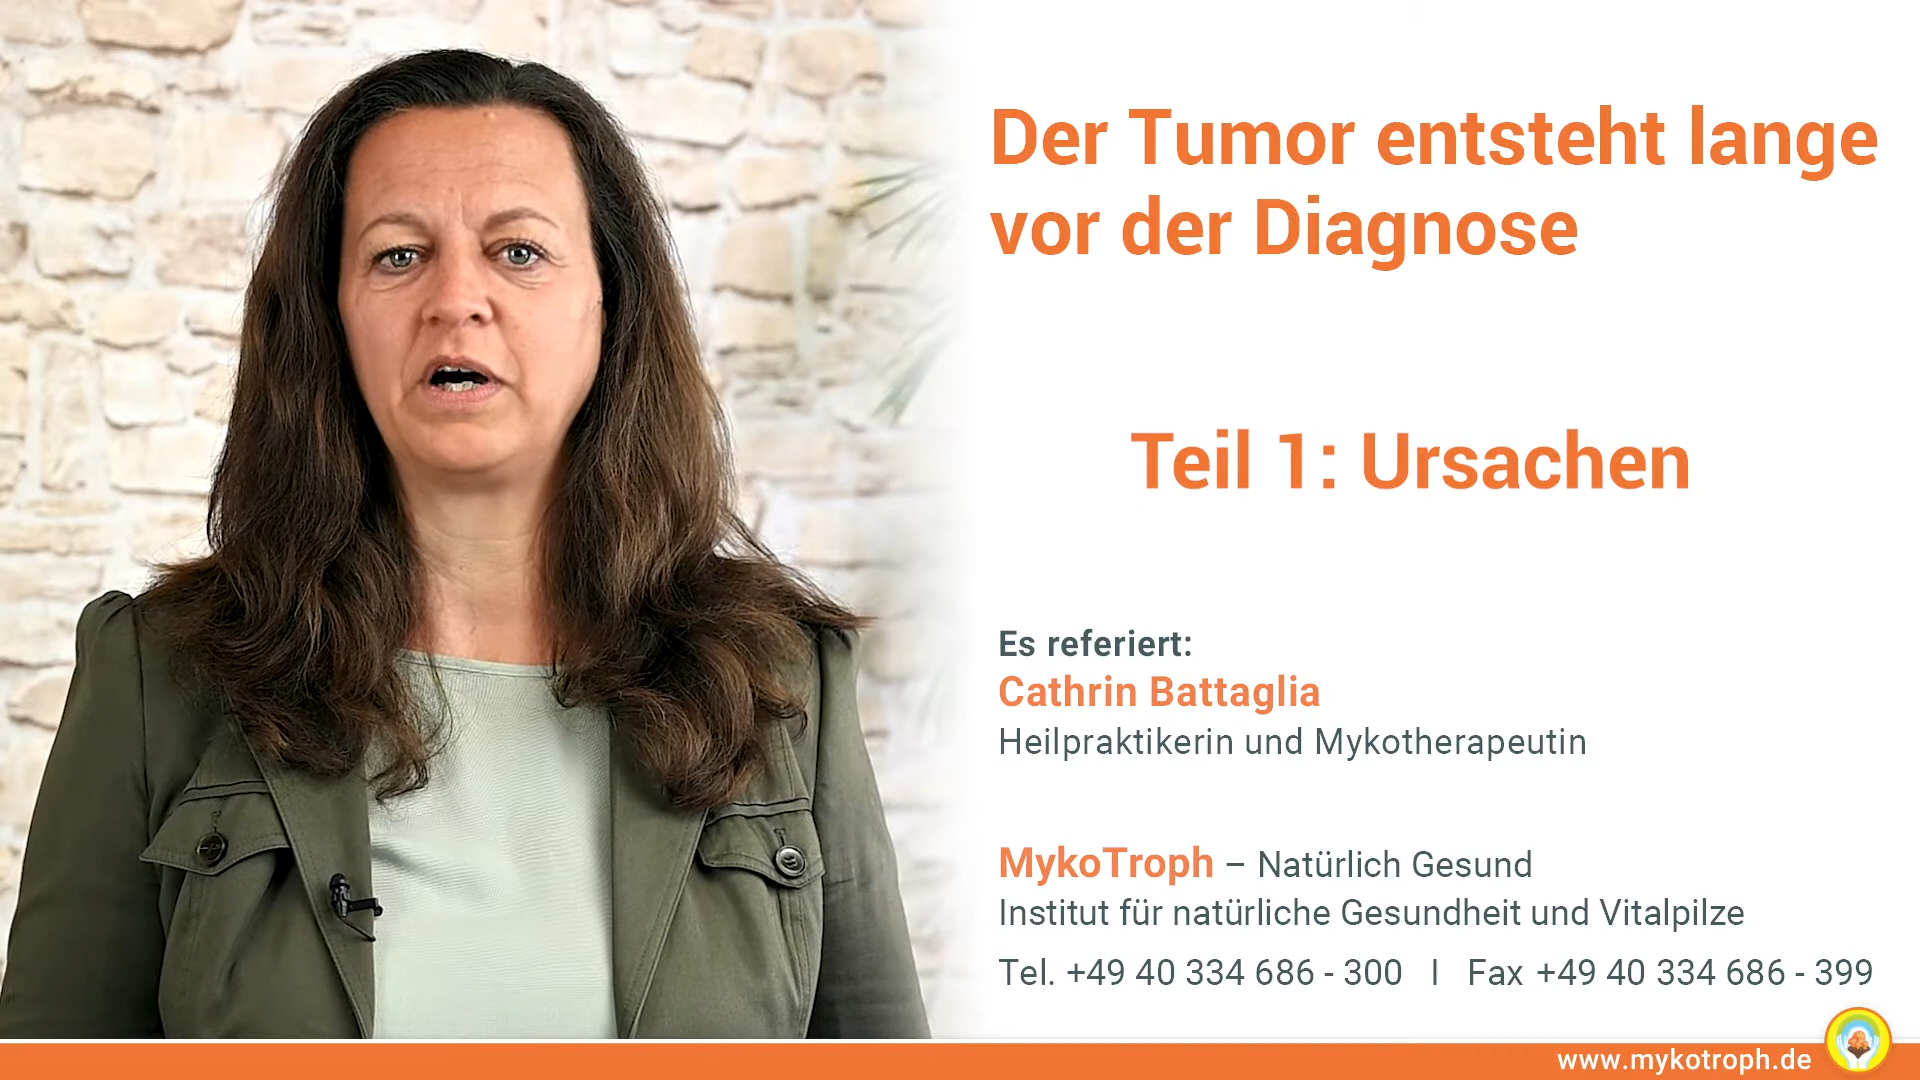 Der Tumor entsteht lange
vor der Diagnose
Teil 1: Ursachen
Es referiert:
Cathrin Battaglia
Heilpraktikerin und Mykotherapeutin
MykoTroph – Natürlich Gesund
Institut für natürliche Gesundheit und Vitalpilze
Tel. +49 40 334 686 - 300 I Fax +49 40 334 686 - 399
www.mykotroph.de